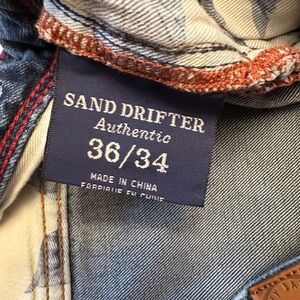 SAND DRIFTER
Authentic
36/34
MADE IN CHINA
FABRIQUE EN CHINE